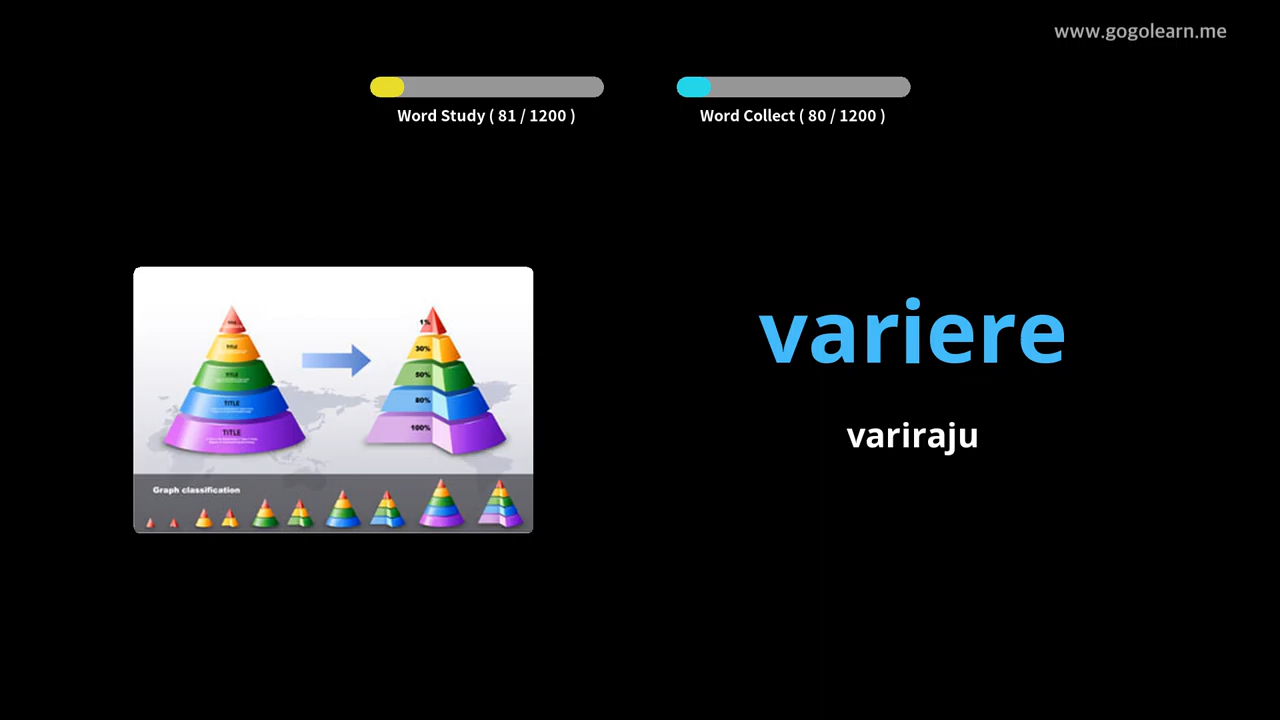 www.gogolearn.me
Word Study ( 81 / 1200 )
Word Collect ( 80 / 1200 )
variere
variraju
TITLE
TITLE
TITLE
TITLE
1%
30%
50%
80%
100%
Graph classification